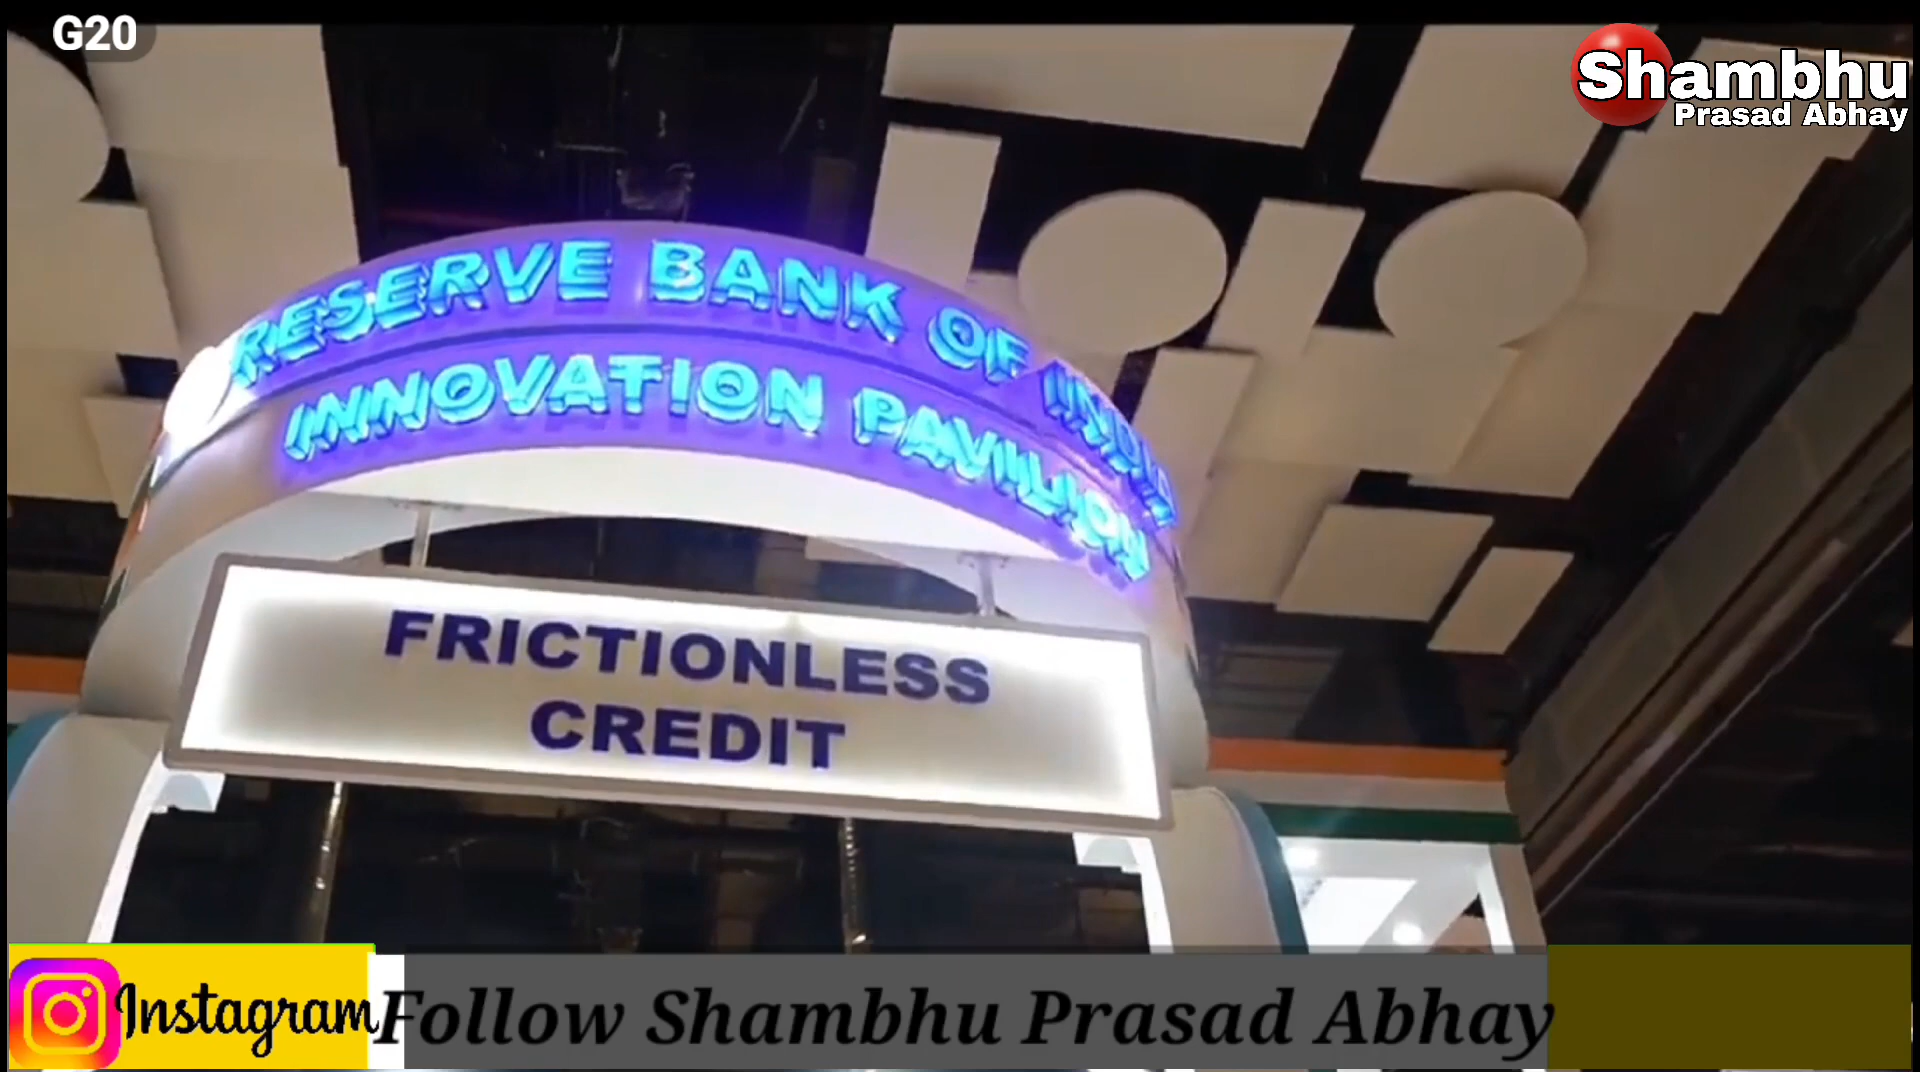 G20
Shambhu
Prasad Abhay
RESERVE BANK OF INDIA
INNOVATION PAVILION
FRICTIONLESS
CREDIT
Instagram
Follow Shambhu Prasad Abhay